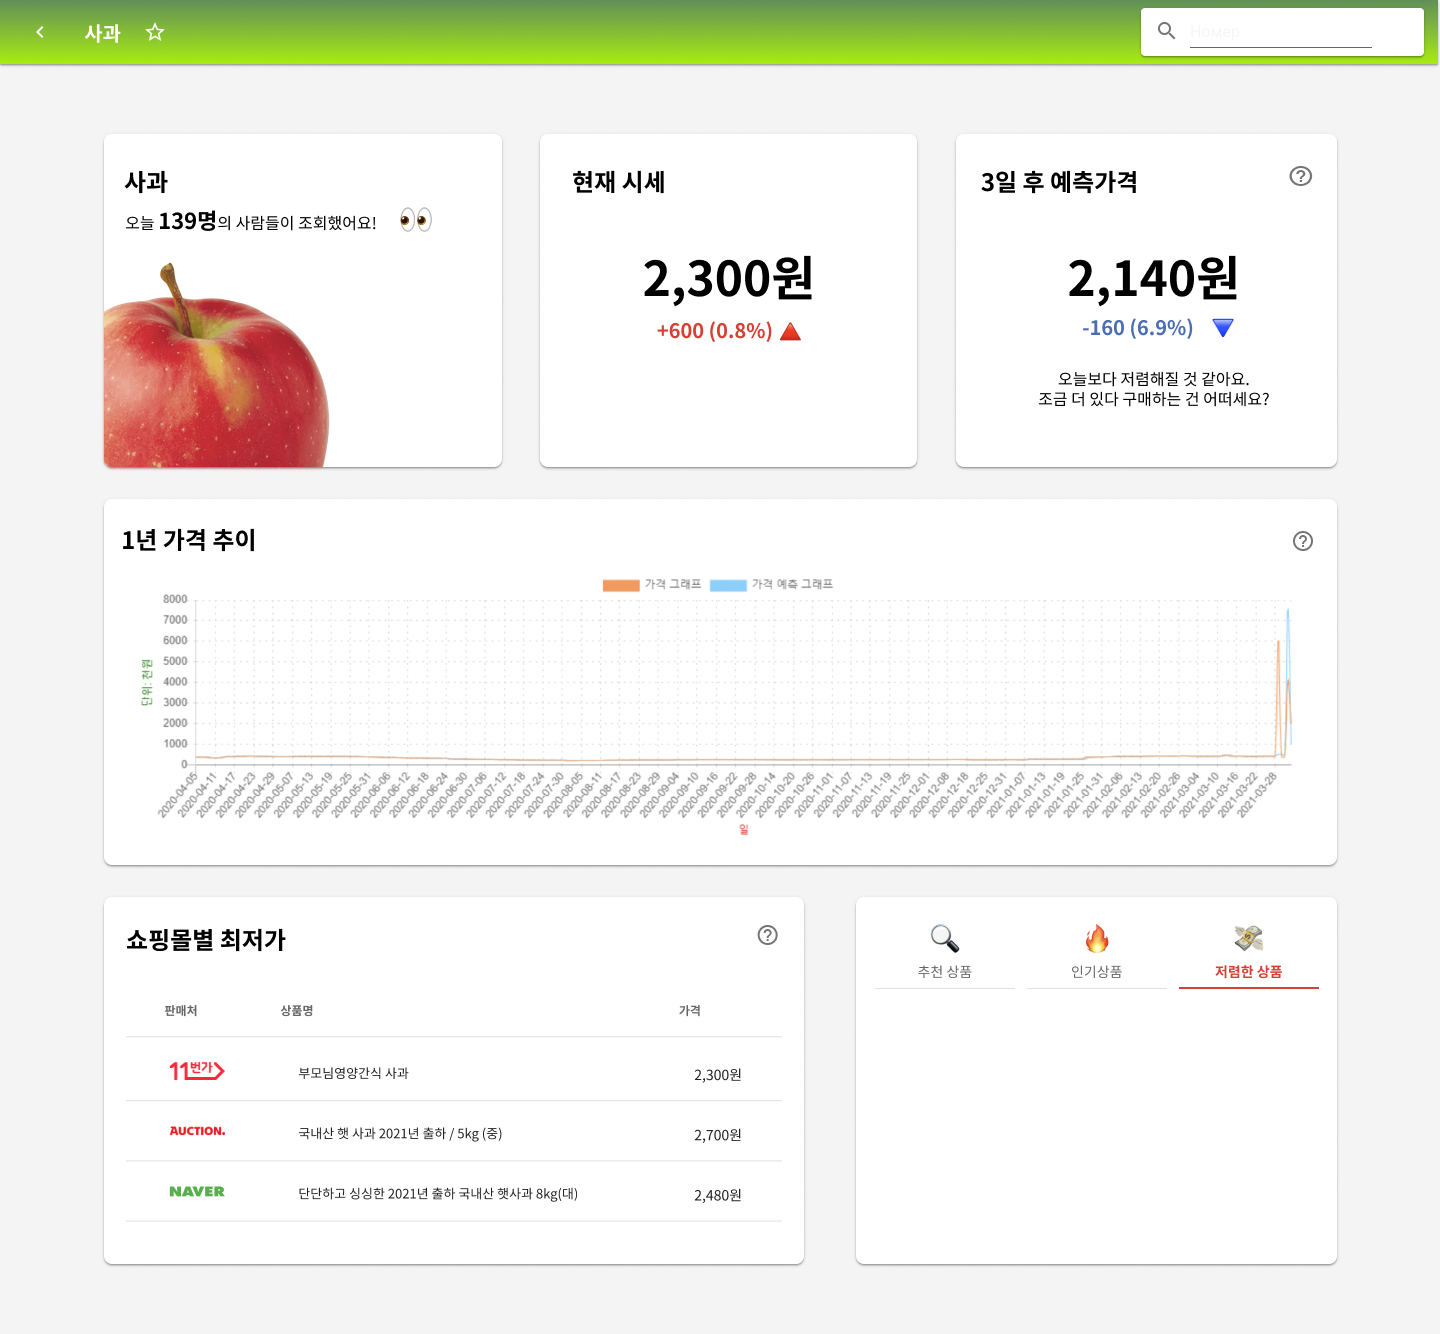 사과
Номер
사과
오늘 139명의 사람들이 조회했어요!
현재 시세
2,300원
+600 (0.8%)
3일 후 예측가격
2,140원
-160 (6.9%)
오늘보다 저렴해질 것 같아요.
조금 더 있다 구매하는 건 어떠세요?
1년 가격 추이
가격 그래프 가격 예측 그래프
8000
7000
6000
5000
4000
3000
2000
1000
0
단위: 천원
2020-04-05 2020-04-11 2020-04-17 2020-04-23 2020-04-29 2020-05-07 2020-05-13 2020-05-19 2020-05-25 2020-05-31 2020-06-06 2020-06-12 2020-06-18 2020-06-24 2020-06-30 2020-07-06 2020-07-12 2020-07-18 2020-07-24 2020-07-30 2020-08-05 2020-08-11 2020-08-17 2020-08-23 2020-08-29 2020-09-04 2020-09-10 2020-09-16 2020-09-22 2020-09-28 2020-10-14 2020-10-20 2020-10-26 2020-11-01 2020-11-07 2020-11-13 2020-11-19 2020-11-25 2020-12-01 2020-12-08 2020-12-18 2020-12-25 2020-12-31 2021-01-07 2021-01-13 2021-01-19 2021-01-25 2021-01-31 2021-02-06 2021-02-13 2021-02-20 2021-02-26 2021-03-04 2021-03-10 2021-03-16 2021-03-22 2021-03-28
일
쇼핑몰별 최저가
판매처 상품명 가격
11번가 부모님영양간식 사과 2,300원
AUCTION. 국내산 햇 사과 2021년 출하 / 5kg (중) 2,700원
NAVER 단단하고 싱싱한 2021년 출하 국내산 햇사과 8kg(대) 2,480원
추천 상품
인기상품
저렴한 상품